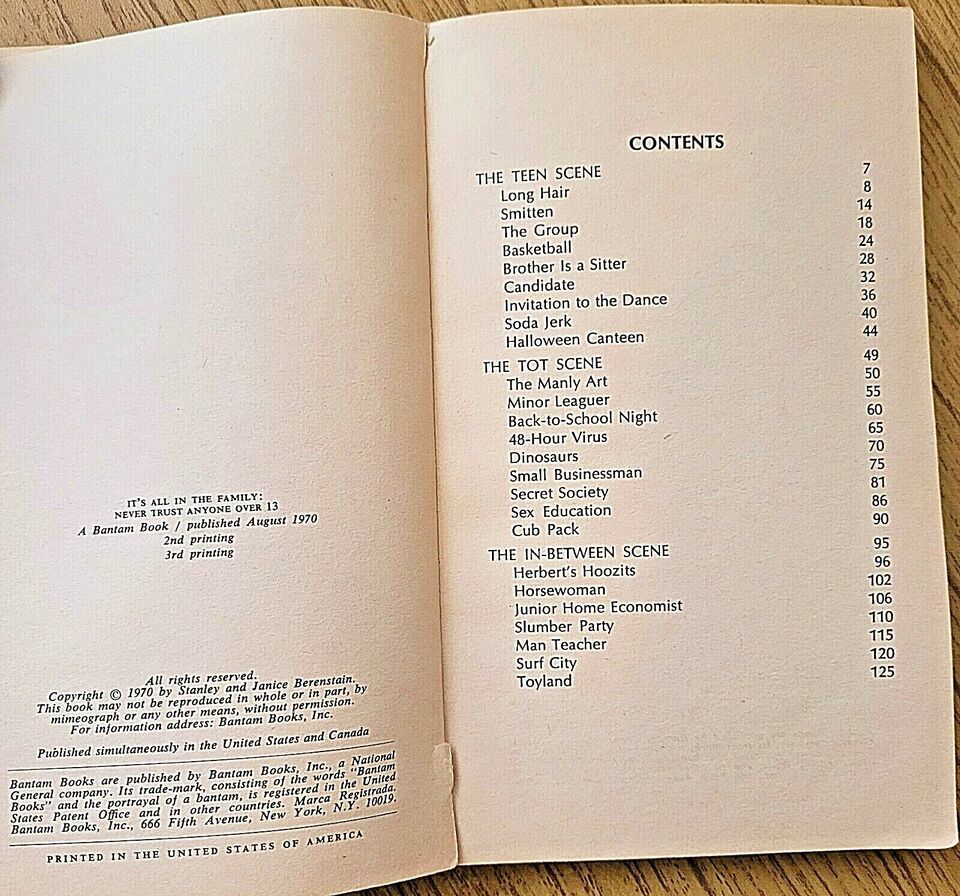 IT'S ALL IN THE FAMILY:
NEVER TRUST ANYONE OVER 13
A Bantam Book / published August 1970
2nd printing
3rd printing
All rights reserved.
Copyright © 1970 by Stanley and Janice Berenstain.
This book may not be reproduced in whole or in part, by
mimeograph or any other means, without permission.
For information address: Bantam Books, Inc.
Published simultaneously in the United States and Canada
Bantam Books are published by Bantam Books, Inc., a National
General company. Its trade-mark, consisting of the words "Bantam
Books" and the portrayal of a bantam, is registered in the United
States Patent Office and in other countries. Marca Registrada.
Bantam Books, Inc., 666 Fifth Avenue, New York, N.Y. 10019.
PRINTED IN THE UNITED STATES OF AMERICA
CONTENTS
THE TEEN SCENE 7
Long Hair 8
Smitten 14
The Group 18
Basketball 24
Brother Is a Sitter 28
Candidate 32
Invitation to the Dance 36
Soda Jerk 40
Halloween Canteen 44
THE TOT SCENE 49
The Manly Art 50
Minor Leaguer 55
Back-to-School Night 60
48-Hour Virus 65
Dinosaurs 70
Small Businessman 75
Secret Society 81
Sex Education 86
Cub Pack 90
THE IN-BETWEEN SCENE 95
Herbert's Hoozits 96
Horsewoman 102
Junior Home Economist 106
Slumber Party 110
Man Teacher 115
Surf City 120
Toyland 125